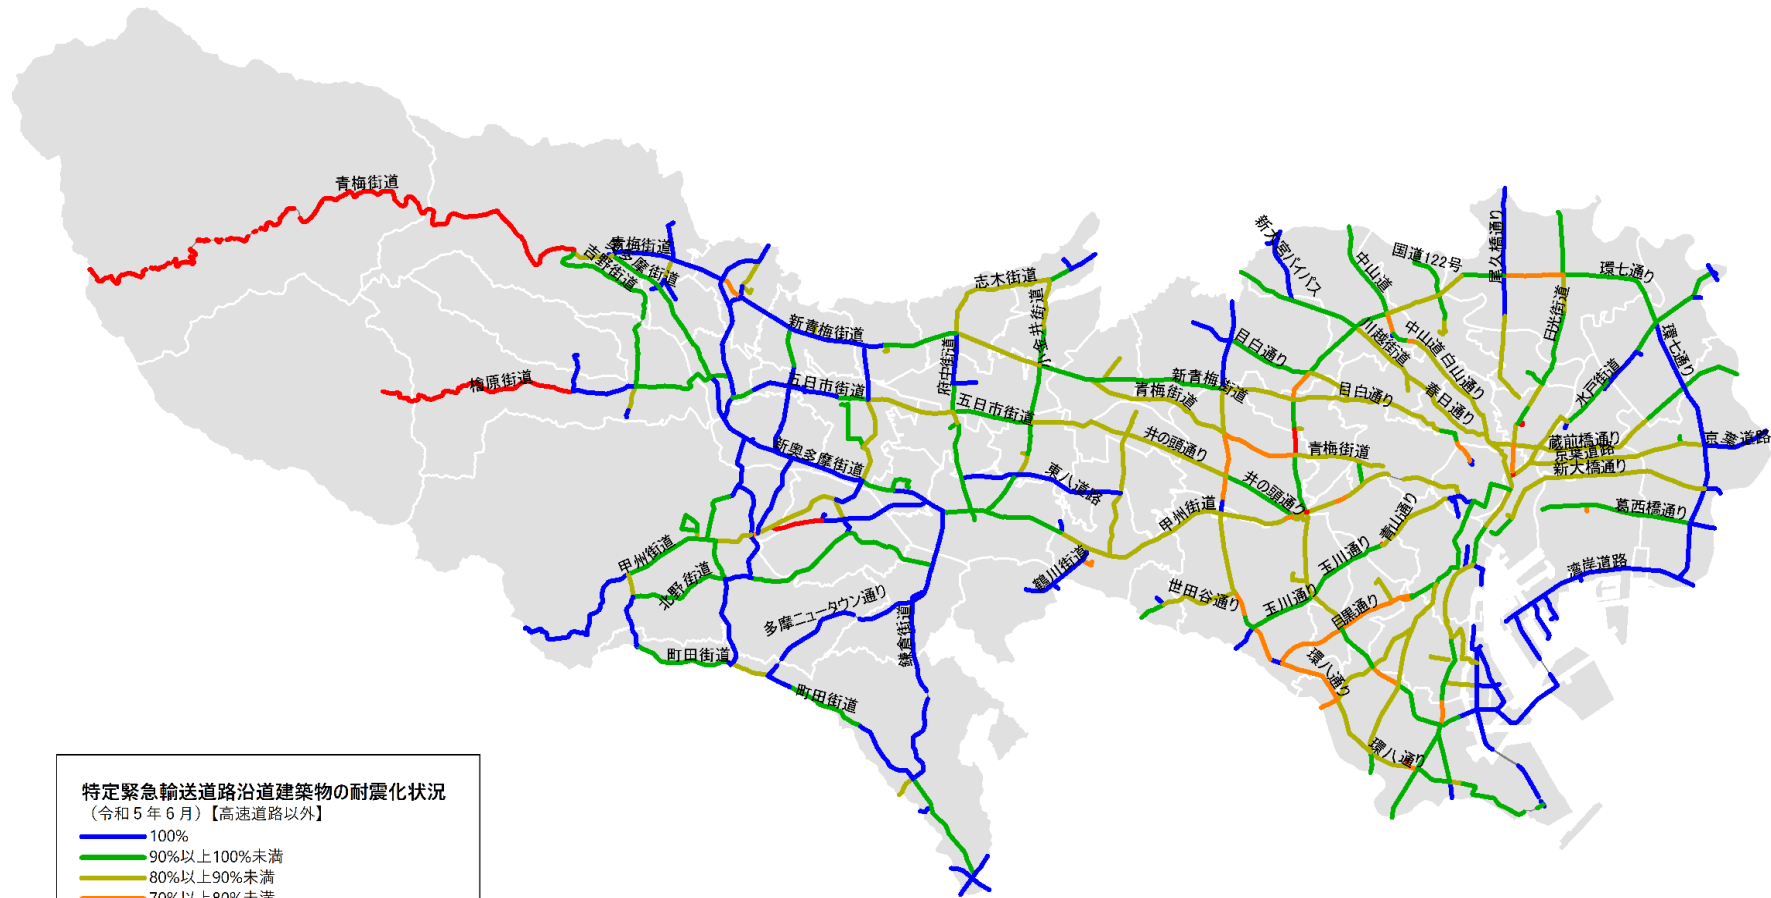 青梅街道
青梅街道
奥多摩街道
吉野街道
檜原街道
新青梅街道
五日市街道
新奥多摩街道
甲州街道
北野街道
多摩ニュータウン通り
町田街道
町田街道
鎌倉街道
志木街道
小金井街道
府中街道
五日市街道
東八道路
鶴川街道
新大宮バイパス
中山道
国道122号
尾久橋通り
環七通り
日光街道
目白通り
川越街道
中山道
白山通り
春日通り
目白通り
新青梅街道
青梅街道
井の頭通り
井の頭通り
青梅街道
水戸街道
環七通り
蔵前橋通り
京葉道路
京葉道路
新大橋通り
葛西橋通り
湾岸道路
甲州街道
青山通り
玉川通り
玉川通り
世田谷通り
目黒通り
環八通り
環八通り
特定緊急輸送道路沿道建築物の耐震化状況
（令和５年６月）【高速道路以外】
100%
90%以上100%未満
80%以上90%未満
70%以上80%未満